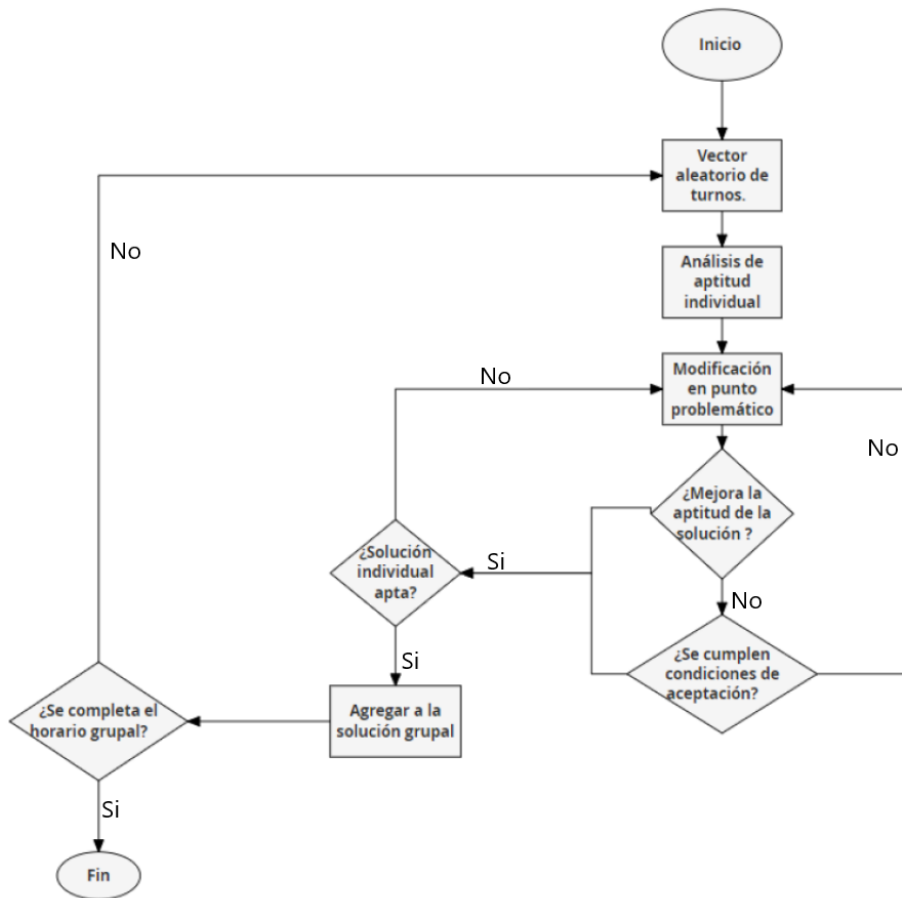 Inicio
Vector
aleatorio de
turnos.
No
Análisis de
aptitud
individual
Modificación
en punto
problemático
No
No
¿Mejora la
aptitud de la
solución ?
¿Solución
individual
apta?
Si
No
¿Se cumplen
condiciones de
aceptación?
Si
Agregar a la
solución grupal
¿Se completa el
horario grupal?
Si
Fin